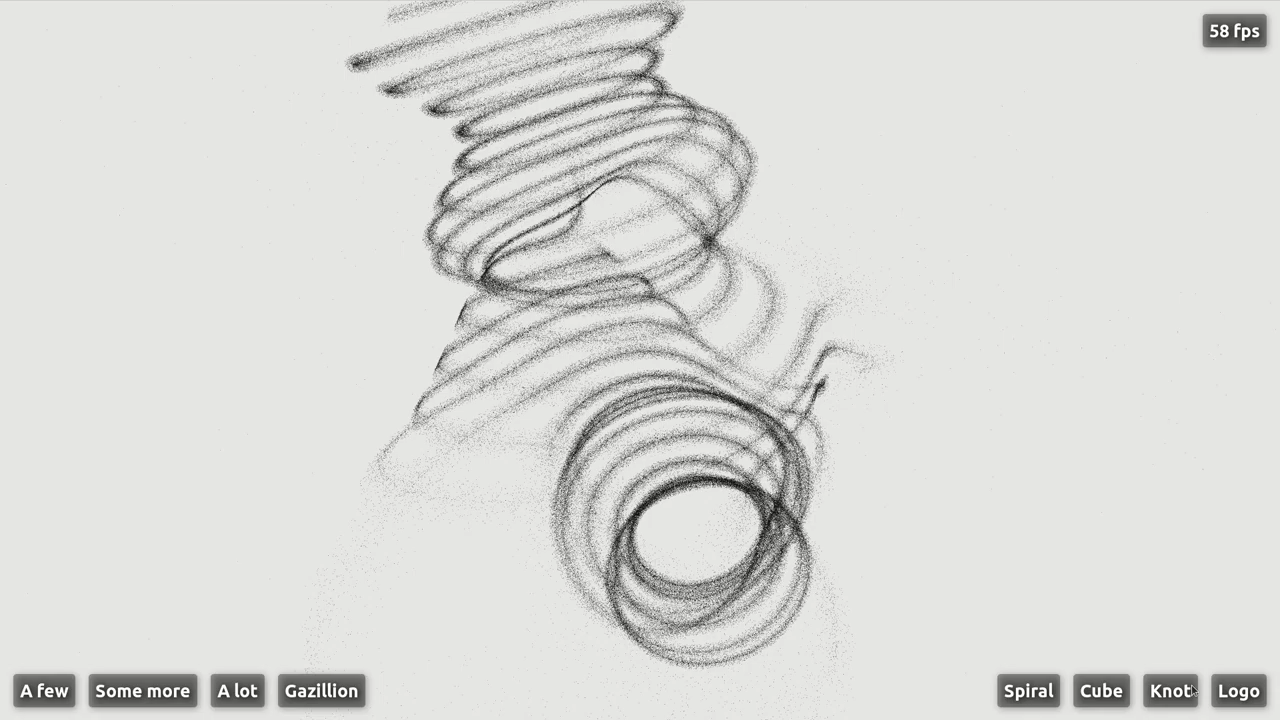 58 fps
A few
Some more
A lot
Gazillion
Spiral
Cube
Knot
Logo